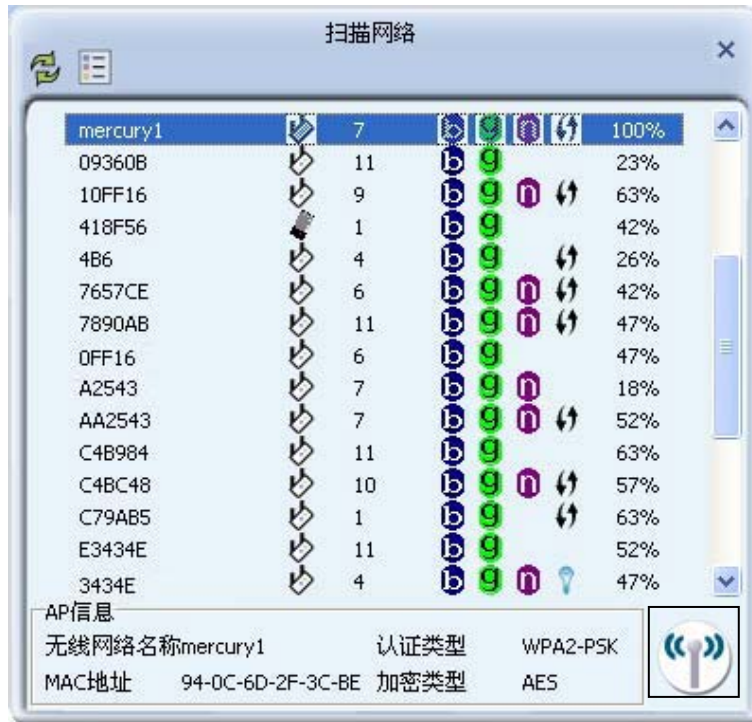 扫描网络
mercury1 7 b g n 100%
09360B 11 b g 23%
10FF16 9 b g n 63%
418F56 1 b g 42%
4B6 4 b g 26%
7657CE 6 b g n 42%
7890AB 11 b g n 47%
0FF16 6 b g 47%
A2543 7 b g n 18%
AA2543 7 b g n 52%
C4B984 11 b g 63%
C4BC48 10 b g n 57%
C79AB5 1 b g 63%
E3434E 11 b g 52%
3434E 4 b g n 47%
AP信息
无线网络名称mercury1 认证类型 WPA2-PSK
MAC地址 94-0C-6D-2F-3C-BE 加密类型 AES